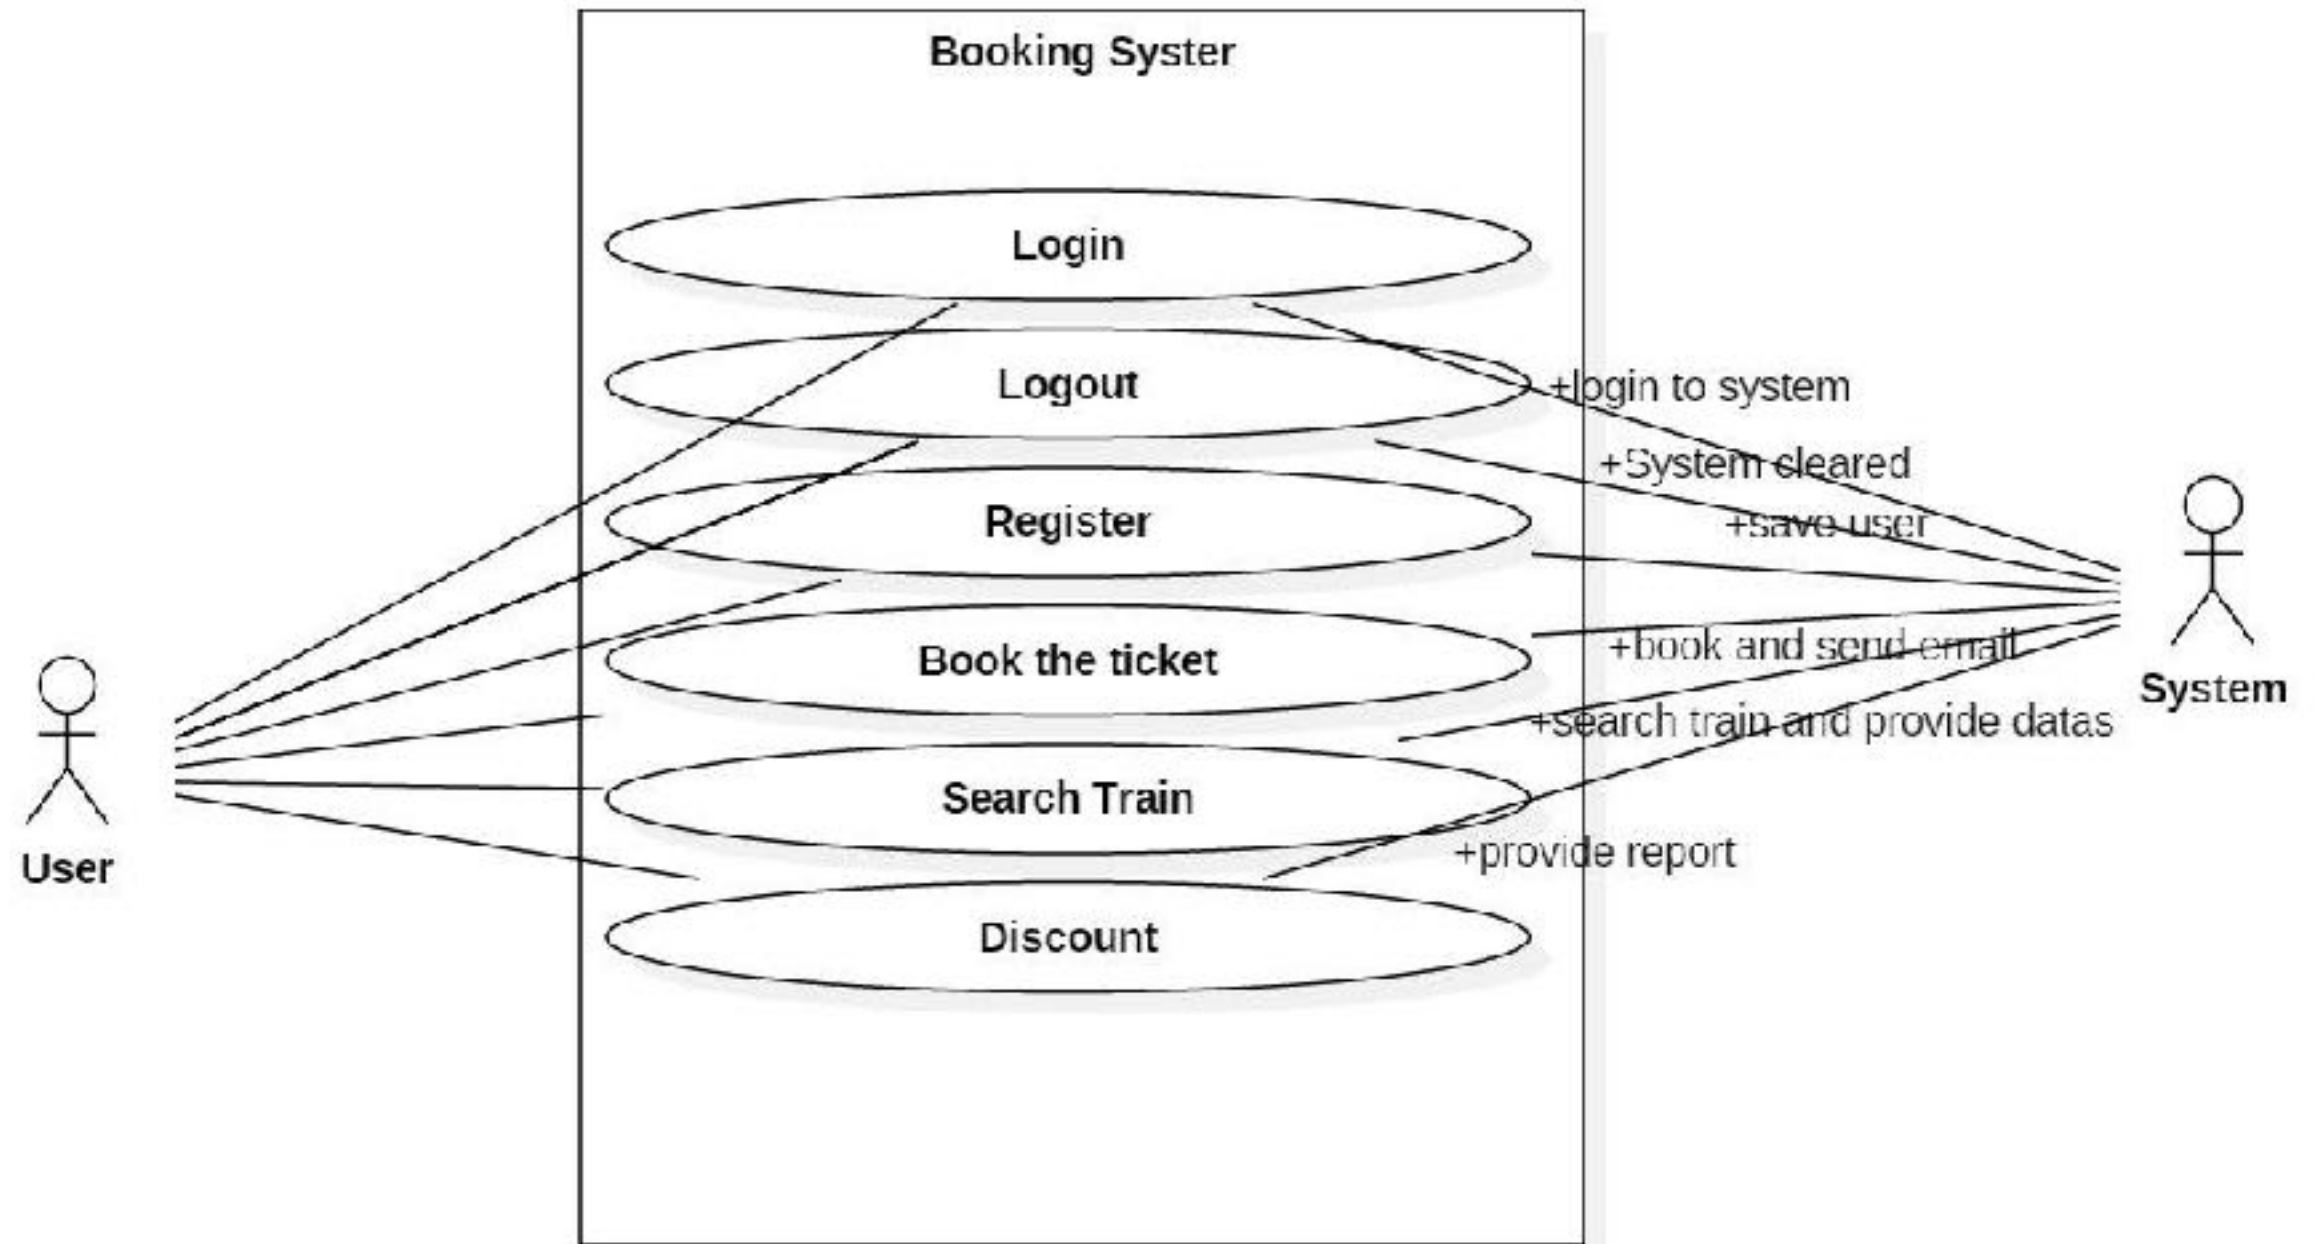 Booking Syster
Login
Logout
+login to system
+System cleared
Register
+save user
Book the ticket
+book and send email
System
+search train and provide datas
Search Train
+provide report
User
Discount